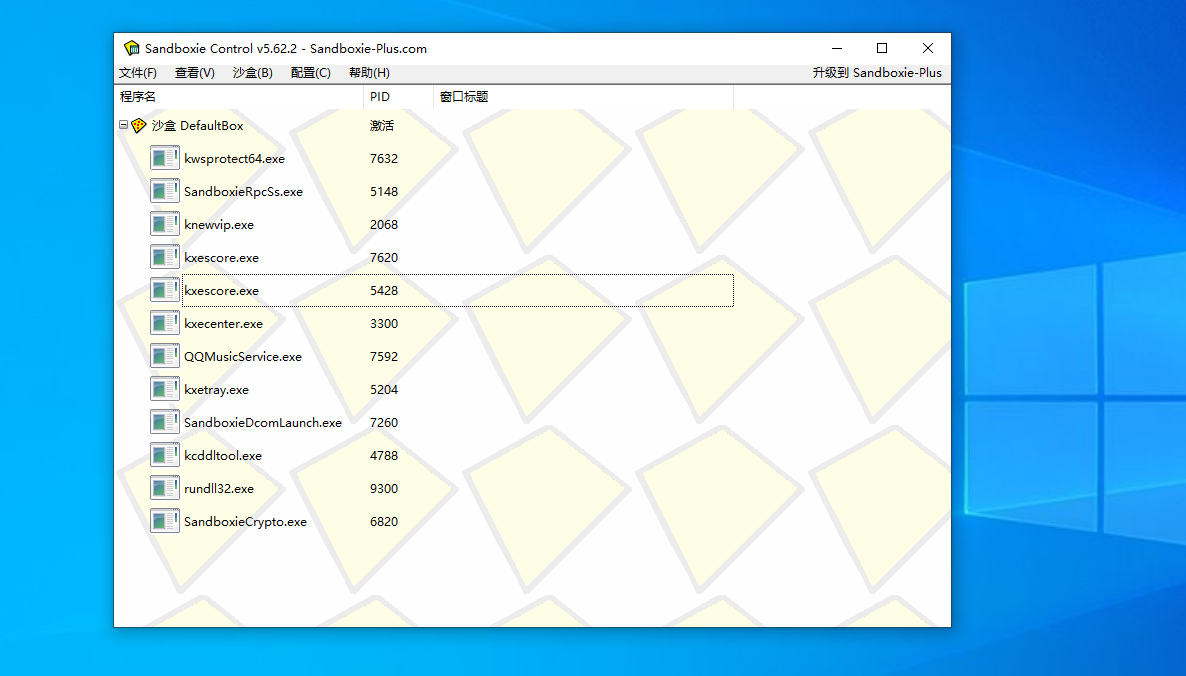 Sandboxie Control v5.62.2 - Sandboxie-Plus.com
文件(F) 查看(V) 沙盒(B) 配置(C) 帮助(H) 升级到 Sandboxie-Plus
程序名 PID 窗口标题
沙盒 DefaultBox 激活
kwsprotect64.exe 7632
SandboxieRpcSs.exe 5148
knewvip.exe 2068
kxescore.exe 7620
kxescore.exe 5428
kxecenter.exe 3300
QQMusicService.exe 7592
kxetray.exe 5204
SandboxieDcomLaunch.exe 7260
kcddltool.exe 4788
rundll32.exe 9300
SandboxieCrypto.exe 6820